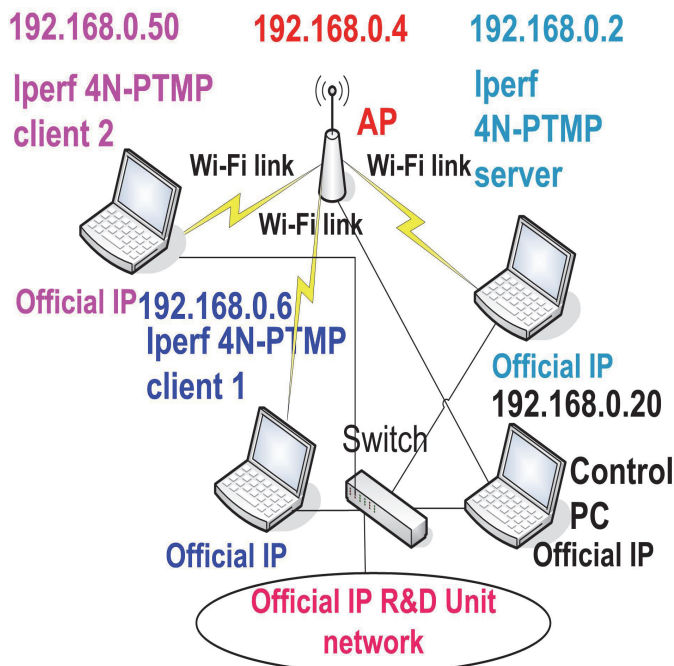 192.168.0.50
192.168.0.4
192.168.0.2
Iperf 4N-PTMP
client 2
AP
Iperf
4N-PTMP
server
Wi-Fi link
Wi-Fi link
Wi-Fi link
Official IP
192.168.0.6
Iperf 4N-PTMP
client 1
Official IP
192.168.0.20
Switch
Control
PC
Official IP
Official IP
Official IP R&D Unit
network